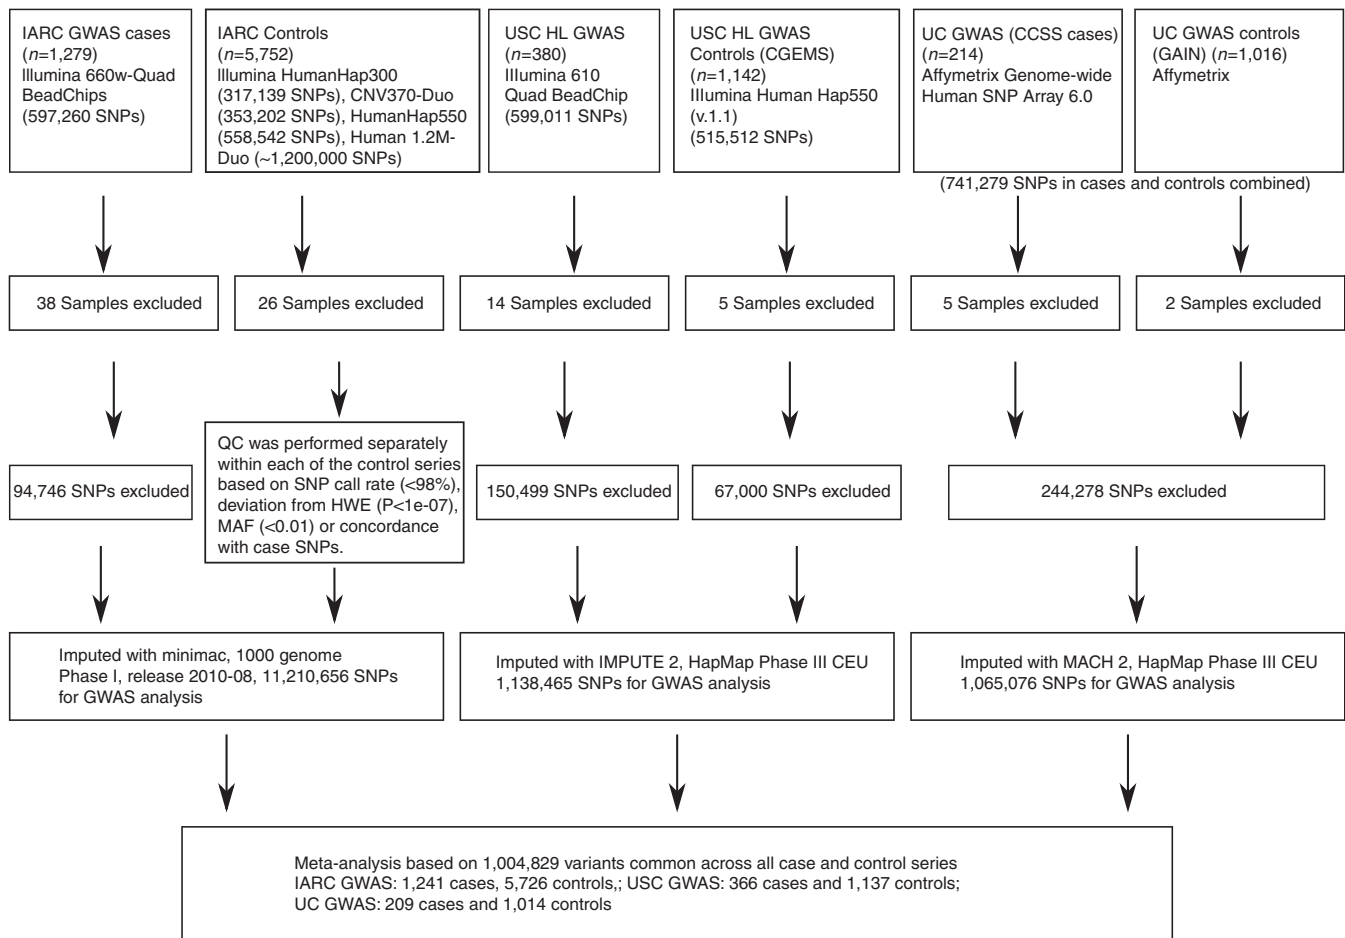 IARC GWAS cases
(n=1,279)
Illumina 660w-Quad
BeadChips
(597,260 SNPs)
IARC Controls
(n=5,752)
Illumina HumanHap300
(317,139 SNPs), CNV370-Duo
(353,202 SNPs), HumanHap550
(558,542 SNPs), Human 1.2M-
Duo (~1,200,000 SNPs)
USC HL GWAS
(n=380)
Illumina 610
Quad BeadChip
(599,011 SNPs)
USC HL GWAS
Controls (CGEMS)
(n=1,142)
Illumina Human Hap550
(v.1.1)
(515,512 SNPs)
UC GWAS (CCSS cases)
(n=214)
Affymetrix Genome-wide
Human SNP Array 6.0
UC GWAS controls
(GAIN) (n=1,016)
Affymetrix
(741,279 SNPs in cases and controls combined)
38 Samples excluded
26 Samples excluded
14 Samples excluded
5 Samples excluded
5 Samples excluded
2 Samples excluded
94,746 SNPs excluded
QC was performed separately
within each of the control series
based on SNP call rate (<98%),
deviation from HWE (P<1e-07),
MAF (<0.01) or concordance
with case SNPs.
150,499 SNPs excluded
67,000 SNPs excluded
244,278 SNPs excluded
Imputed with minimac, 1000 genome
Phase I, release 2010-08, 11,210,656 SNPs
for GWAS analysis
Imputed with IMPUTE 2, HapMap Phase III CEU
1,138,465 SNPs for GWAS analysis
Imputed with MACH 2, HapMap Phase III CEU
1,065,076 SNPs for GWAS analysis
Meta-analysis based on 1,004,829 variants common across all case and control series
IARC GWAS: 1,241 cases, 5,726 controls,; USC GWAS: 366 cases and 1,137 controls;
UC GWAS: 209 cases and 1,014 controls